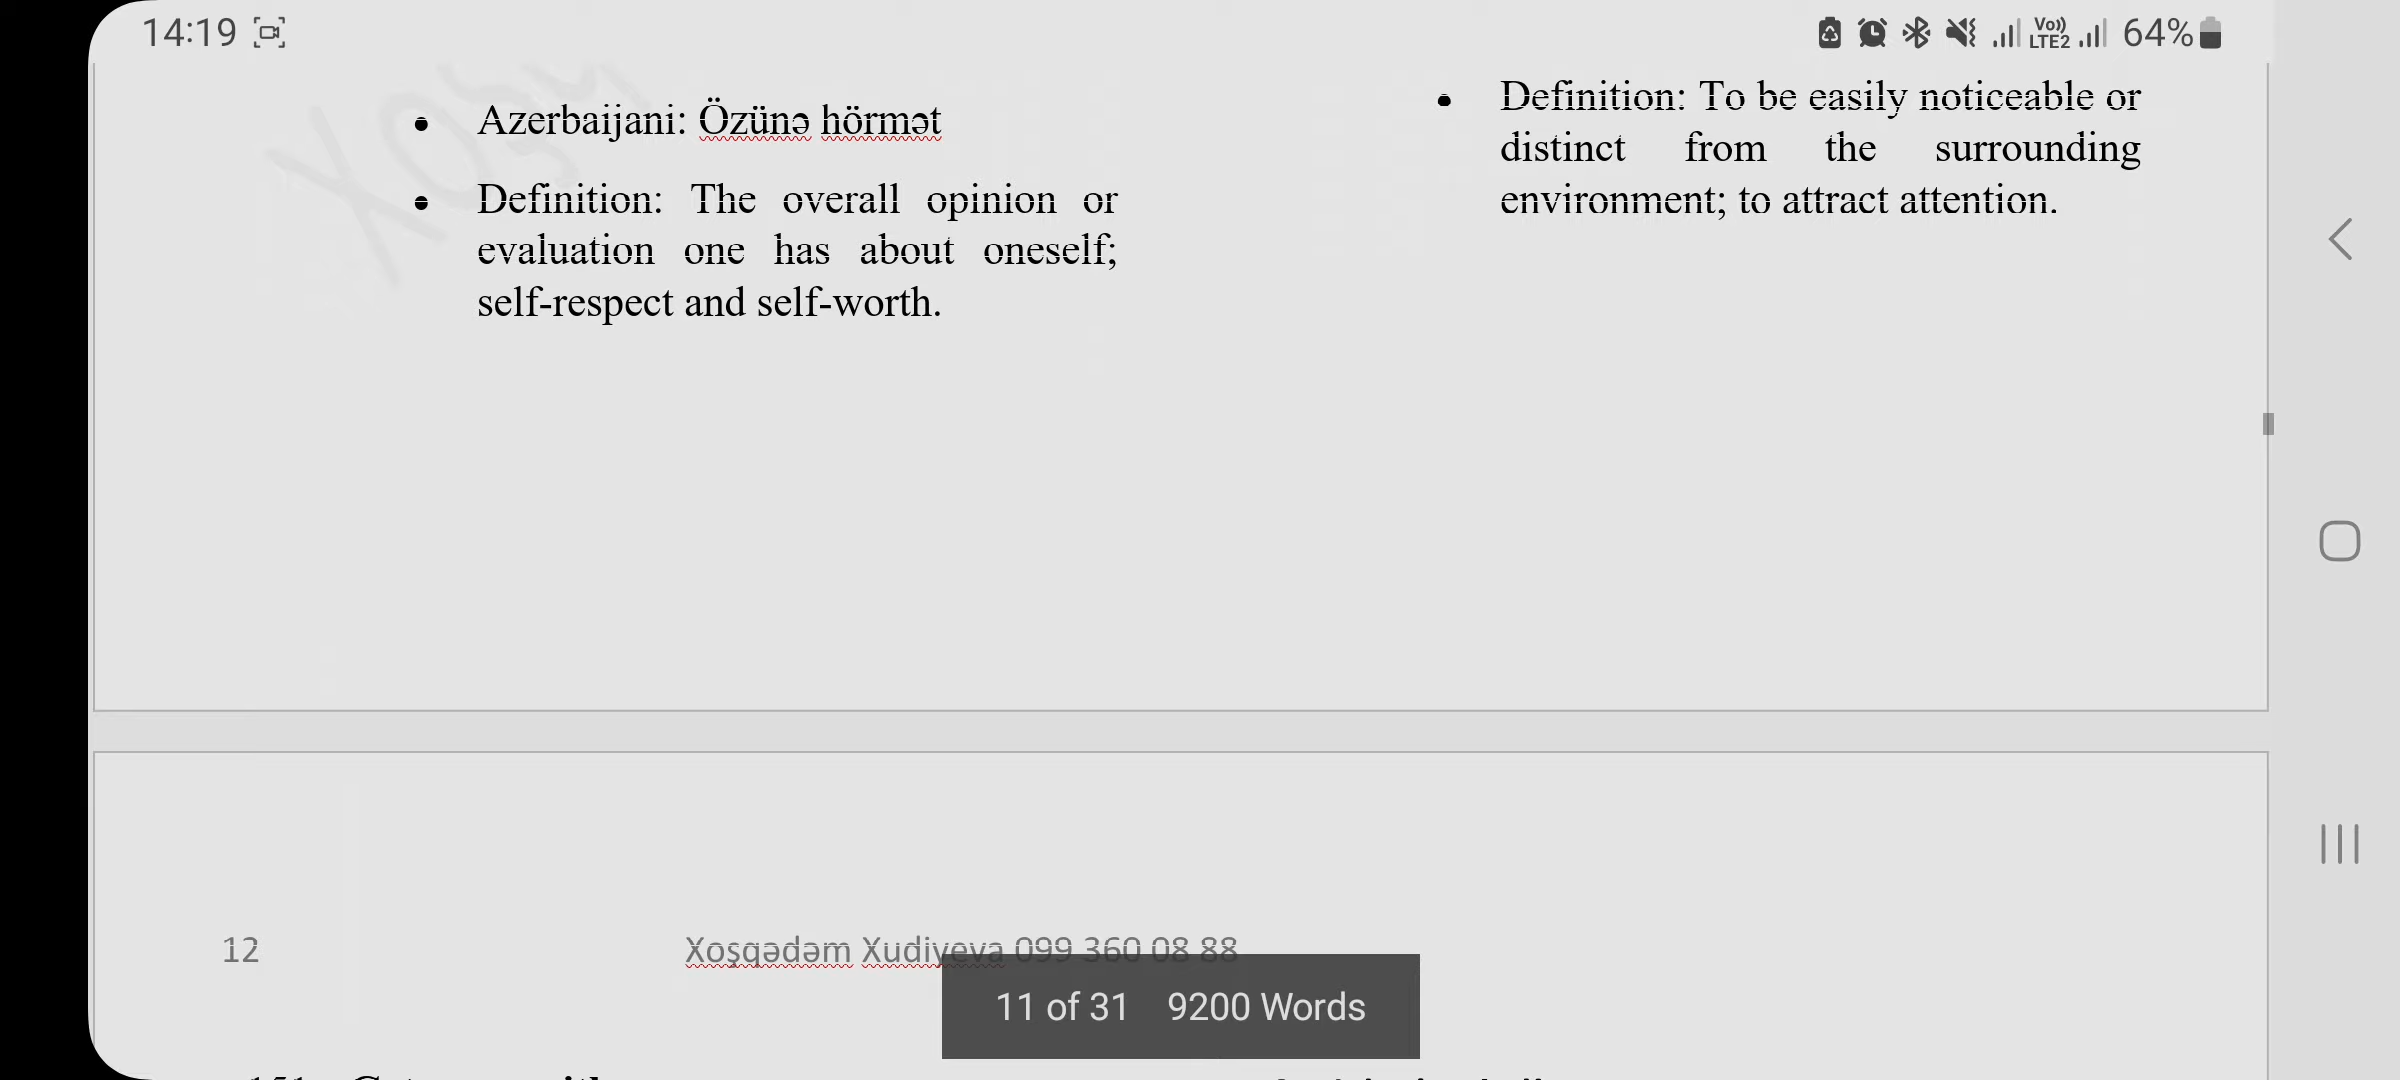 14:19
Vo)) LTE2 64%
• Azerbaijani: Özünə hörmət
• Definition: The overall opinion or
evaluation one has about oneself;
self-respect and self-worth.
• Definition: To be easily noticeable or
distinct from the surrounding
environment; to attract attention.
12
Xoşqədəm Xudiyeva 099 360 08 88
11 of 31 9200 Words